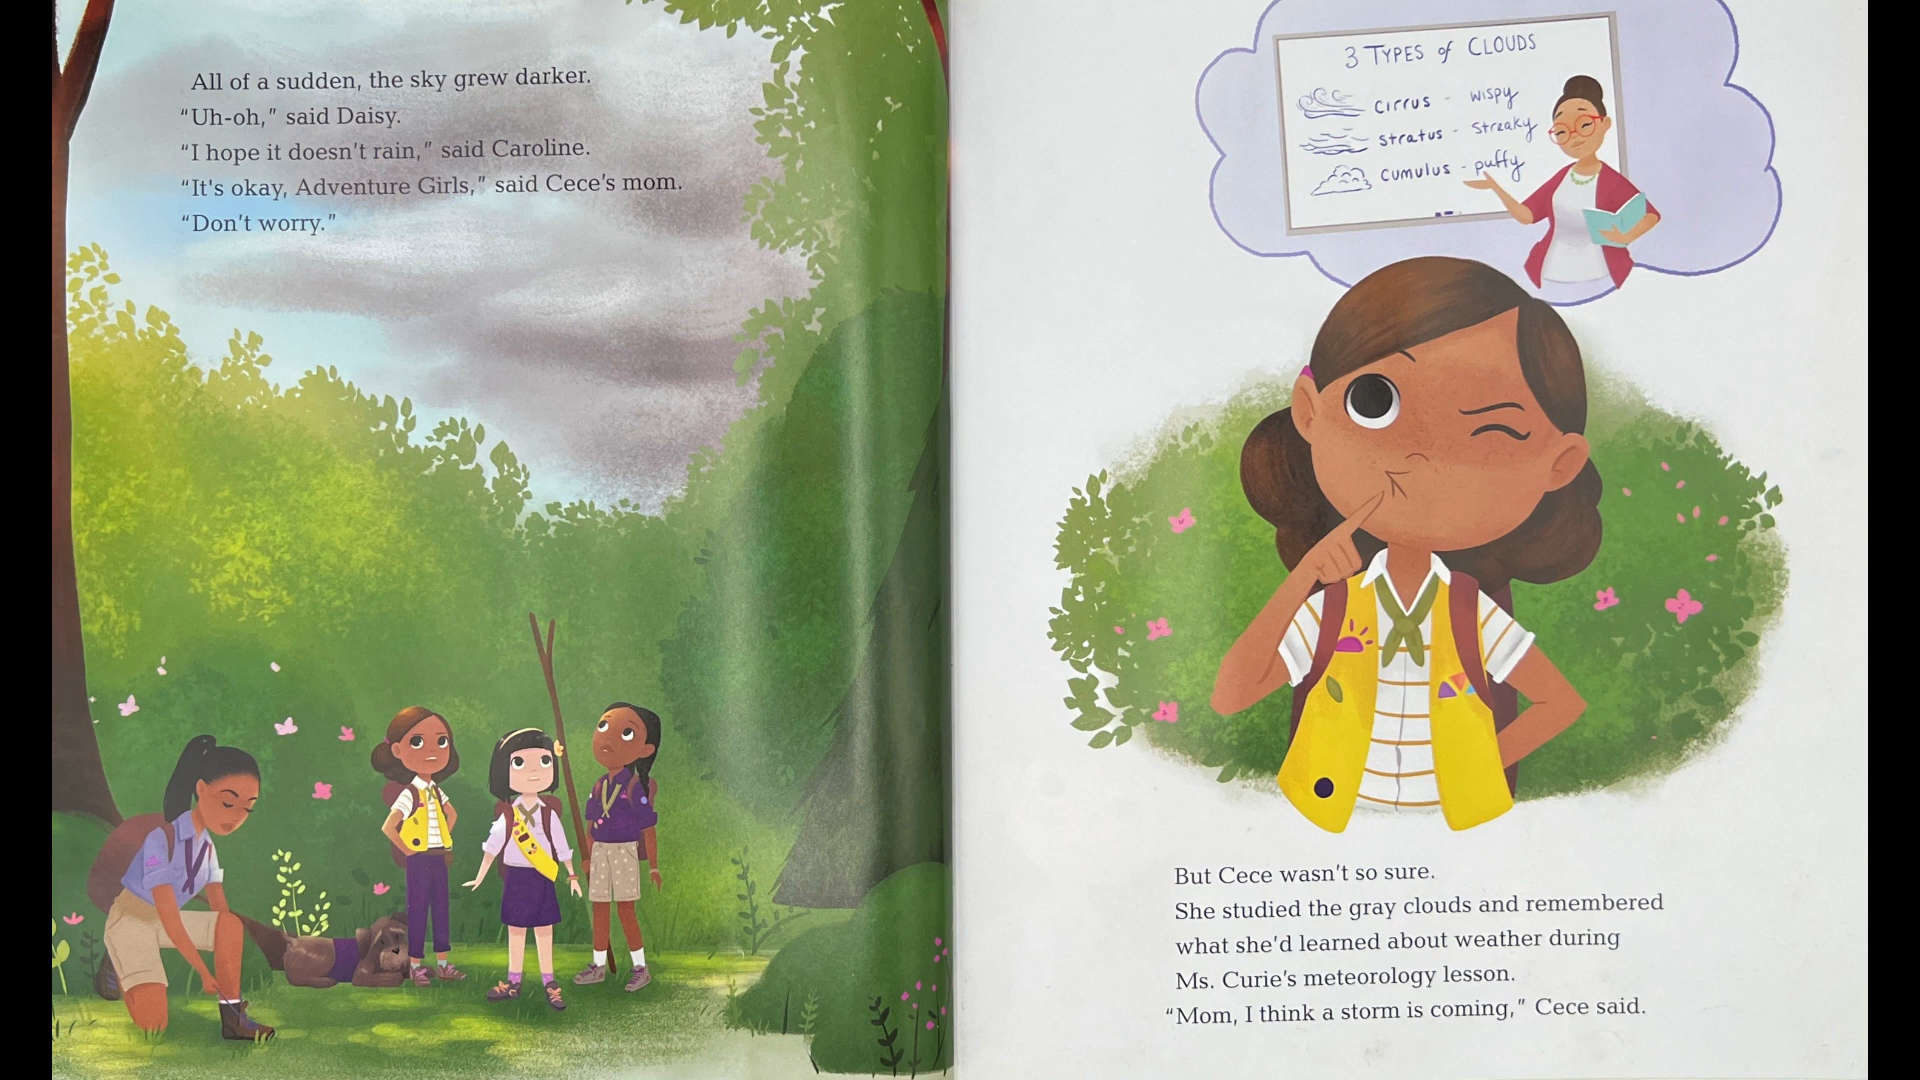 All of a sudden, the sky grew darker.
“Uh-oh,” said Daisy.
“I hope it doesn't rain,” said Caroline.
“It's okay, Adventure Girls,” said Cece's mom.
“Don't worry.”
3 TYPES of CLOUDS
CIRRUS - WISPY
STRATUS - STREAKY
CUMULUS - puffy
But Cece wasn't so sure.
She studied the gray clouds and remembered
what she'd learned about weather during
Ms. Curie's meteorology lesson.
“Mom, I think a storm is coming,” Cece said.